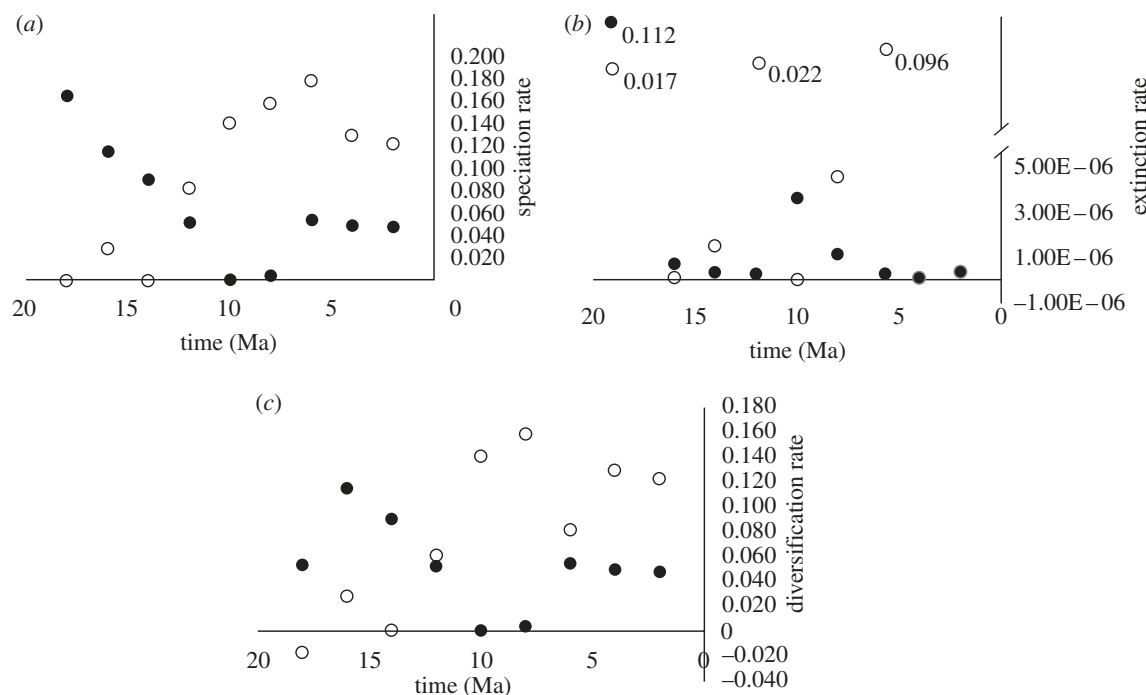 (a)
0.200
0.180
0.160
0.140
0.120
0.100
0.080
0.060
0.040
0.020
speciation rate
20 15 10 5 0
time (Ma)
(b)
0.112
0.017
0.022
0.096
5.00E–06
3.00E–06
1.00E–06
–1.00E–06
extinction rate
20 15 10 5 0
time (Ma)
(c)
0.180
0.160
0.140
0.120
0.100
0.080
0.060
0.040
0.020
0
–0.020
–0.040
diversification rate
20 15 10 5 0
time (Ma)